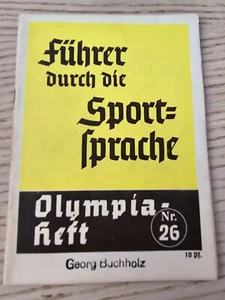 Führer
durch die
Sport=
sprache
Olympia-
Heft
Nr.
26
10 Pf.
Georg Buchholz